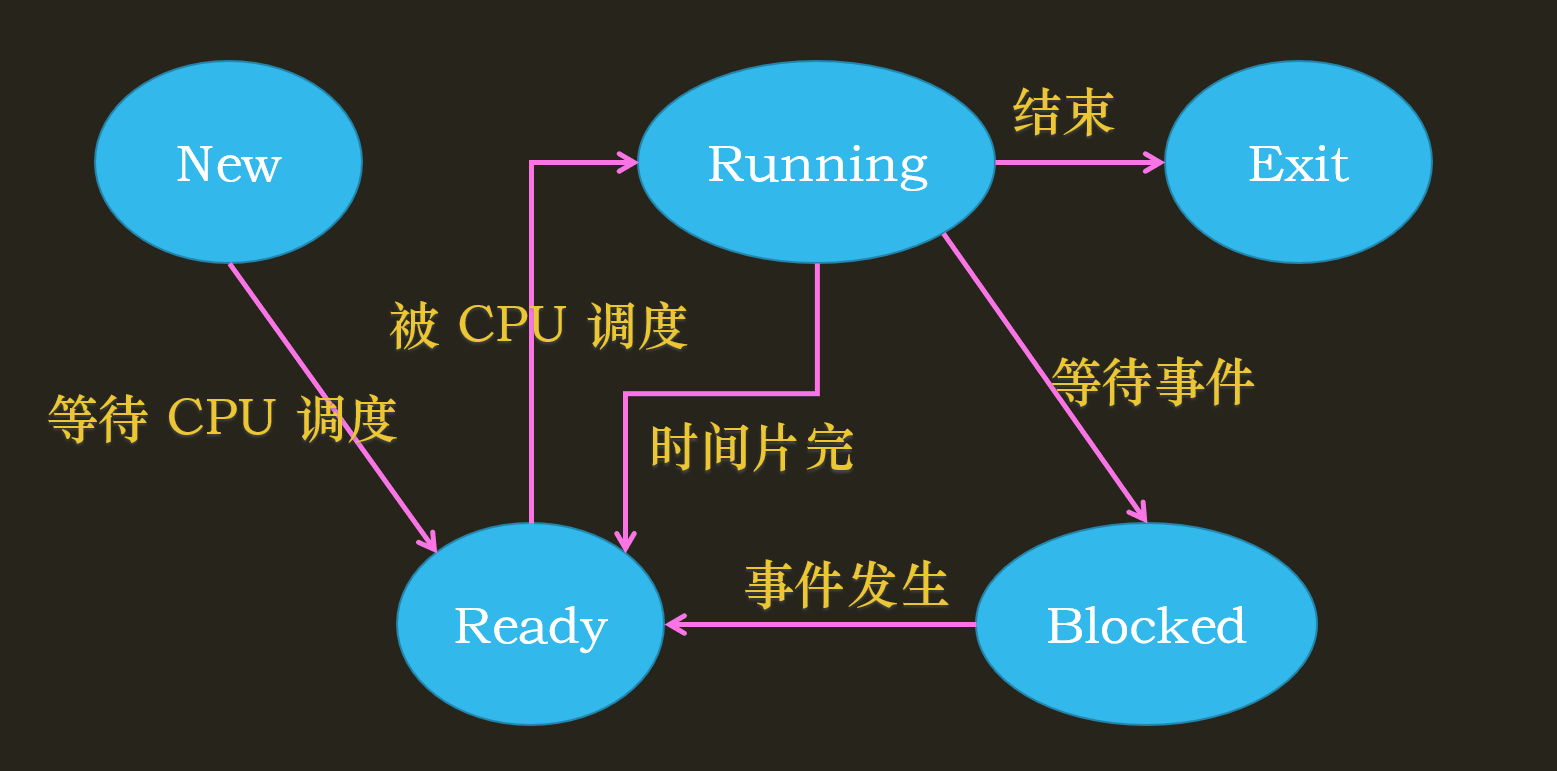 New
Running
结束
Exit
被 CPU 调度
等待 CPU 调度
等待事件
时间片完
事件发生
Ready
Blocked